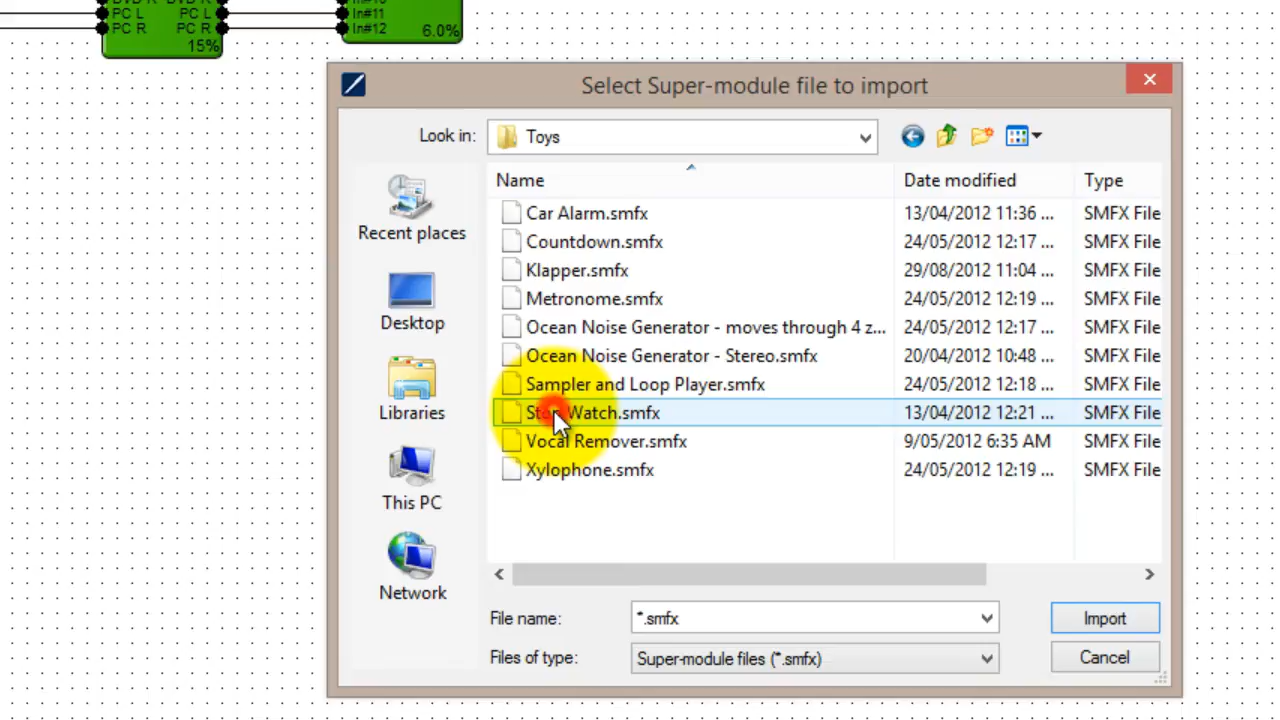 PC L PC L
PC R PC R
15%
In#11
In#12 6.0%
Select Super-module file to import
Look in: Toys
Name Date modified Type
Recent places
Desktop
Libraries
This PC
Network
Car Alarm.smfx 13/04/2012 11:36 ... SMFX File
Countdown.smfx 24/05/2012 12:17 ... SMFX File
Klapper.smfx 29/08/2012 11:04 ... SMFX File
Metronome.smfx 24/05/2012 12:19 ... SMFX File
Ocean Noise Generator - moves through 4 z... 24/05/2012 12:17 ... SMFX File
Ocean Noise Generator - Stereo.smfx 20/04/2012 10:48 ... SMFX File
Sampler and Loop Player.smfx 24/05/2012 12:18 ... SMFX File
Stop Watch.smfx 13/04/2012 12:21 ... SMFX File
Vocal Remover.smfx 9/05/2012 6:35 AM SMFX File
Xylophone.smfx 24/05/2012 12:19 ... SMFX File
File name: *.smfx Import
Files of type: Super-module files (*.smfx) Cancel